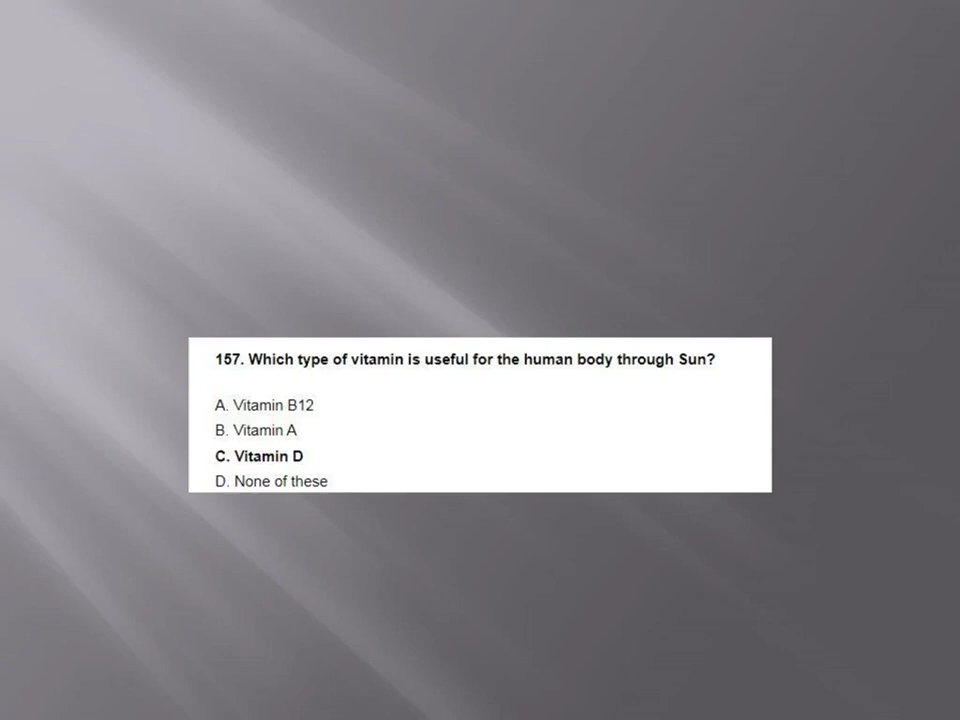 157. Which type of vitamin is useful for the human body through Sun?
A. Vitamin B12
B. Vitamin A
C. Vitamin D
D. None of these